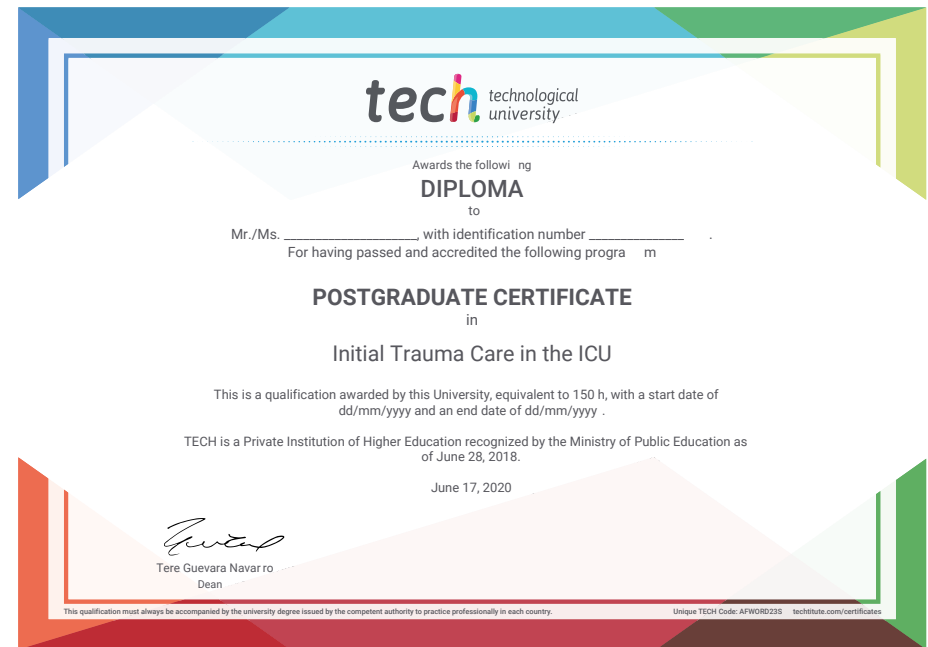 tech technological
university
Awards the followi ng
DIPLOMA
to
Mr./Ms. _____________________, with identification number _______________ .
For having passed and accredited the following progra m
POSTGRADUATE CERTIFICATE
in
Initial Trauma Care in the ICU
This is a qualification awarded by this University, equivalent to 150 h, with a start date of
dd/mm/yyyy and an end date of dd/mm/yyyy .
TECH is a Private Institution of Higher Education recognized by the Ministry of Public Education as
of June 28, 2018.
June 17, 2020
Tere Guevara Navar ro
Dean
This qualification must always be accompanied by the university degree issued by the competent authority to practice professionally in each country.
Unique TECH Code: AFWORD23S techtitute.com/certificates